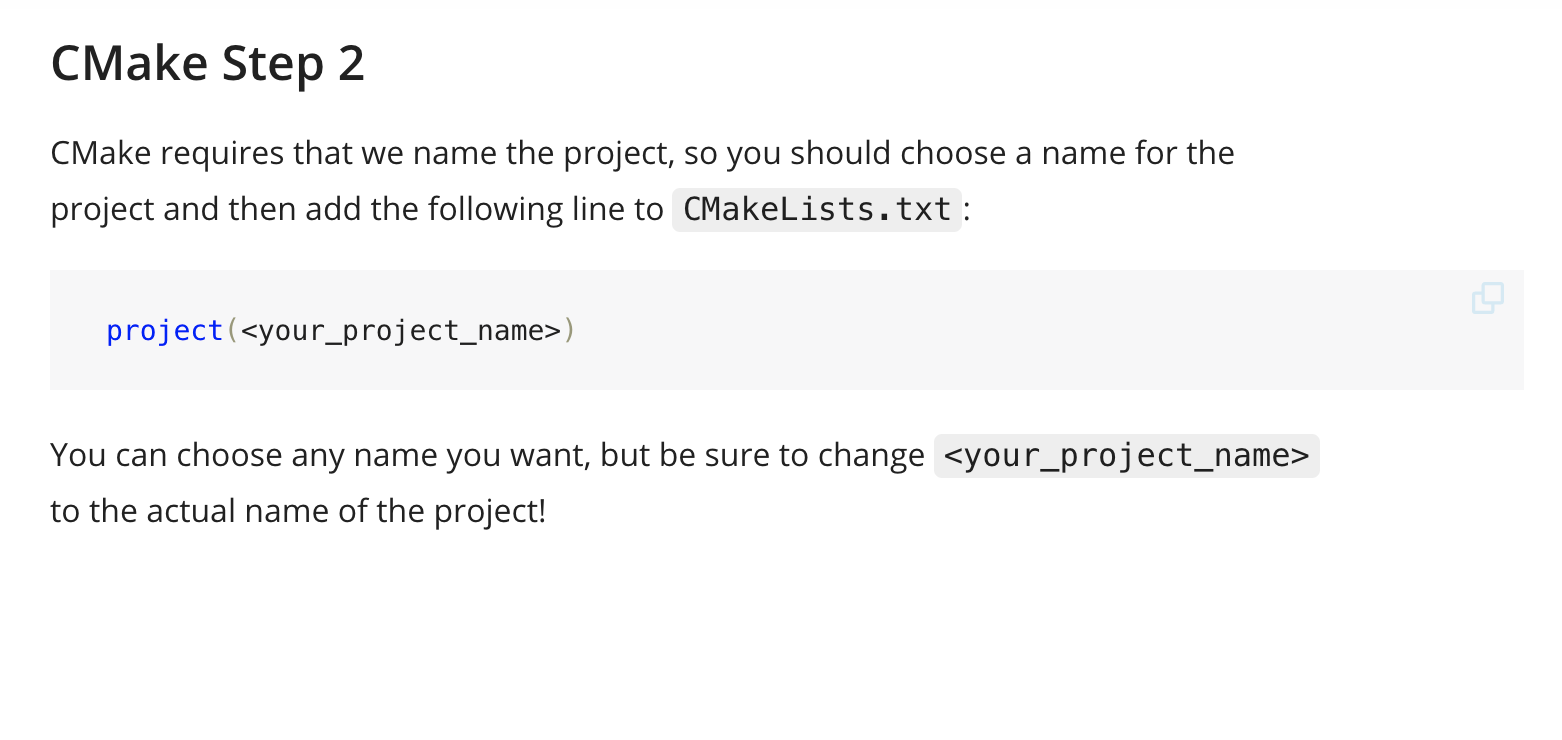 CMake Step 2
CMake requires that we name the project, so you should choose a name for the
project and then add the following line to CMakeLists.txt:
project(<your_project_name>)
You can choose any name you want, but be sure to change <your_project_name>
to the actual name of the project!